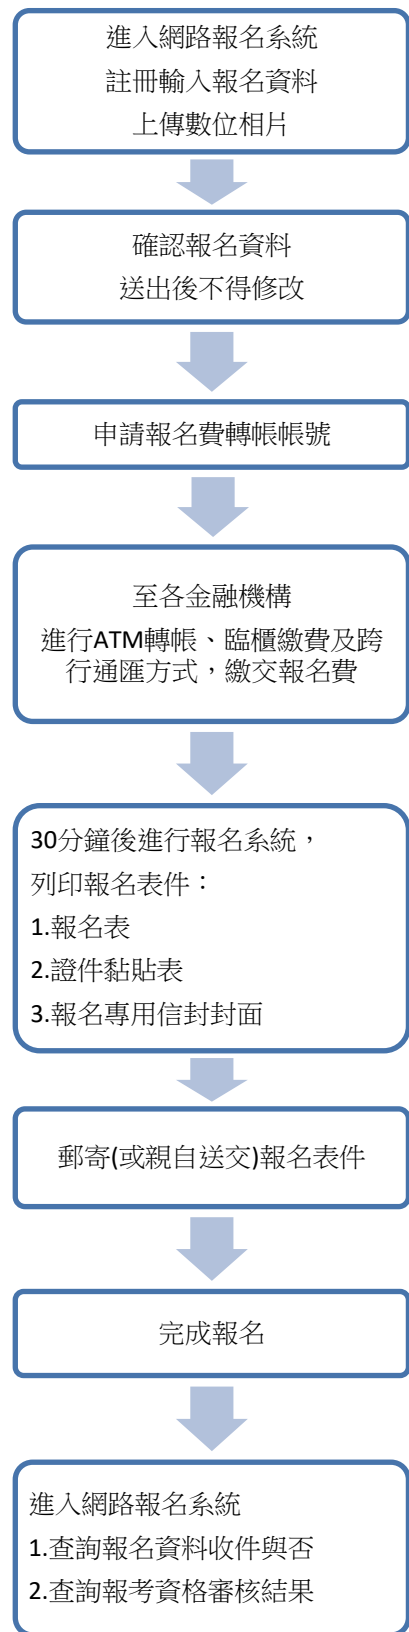 進入網路報名系統
註冊輸入報名資料
上傳數位相片
確認報名資料
送出後不得修改
申請報名費轉帳帳號
至各金融機構
進行ATM轉帳、臨櫃繳費及跨
行通匯方式，繳交報名費
30分鐘後進行報名系統，
列印報名表件：
1.報名表
2.證件黏貼表
3.報名專用信封封面
郵寄(或親自送交)報名表件
完成報名
進入網路報名系統
1.查詢報名資料收件與否
2.查詢報考資格審核結果